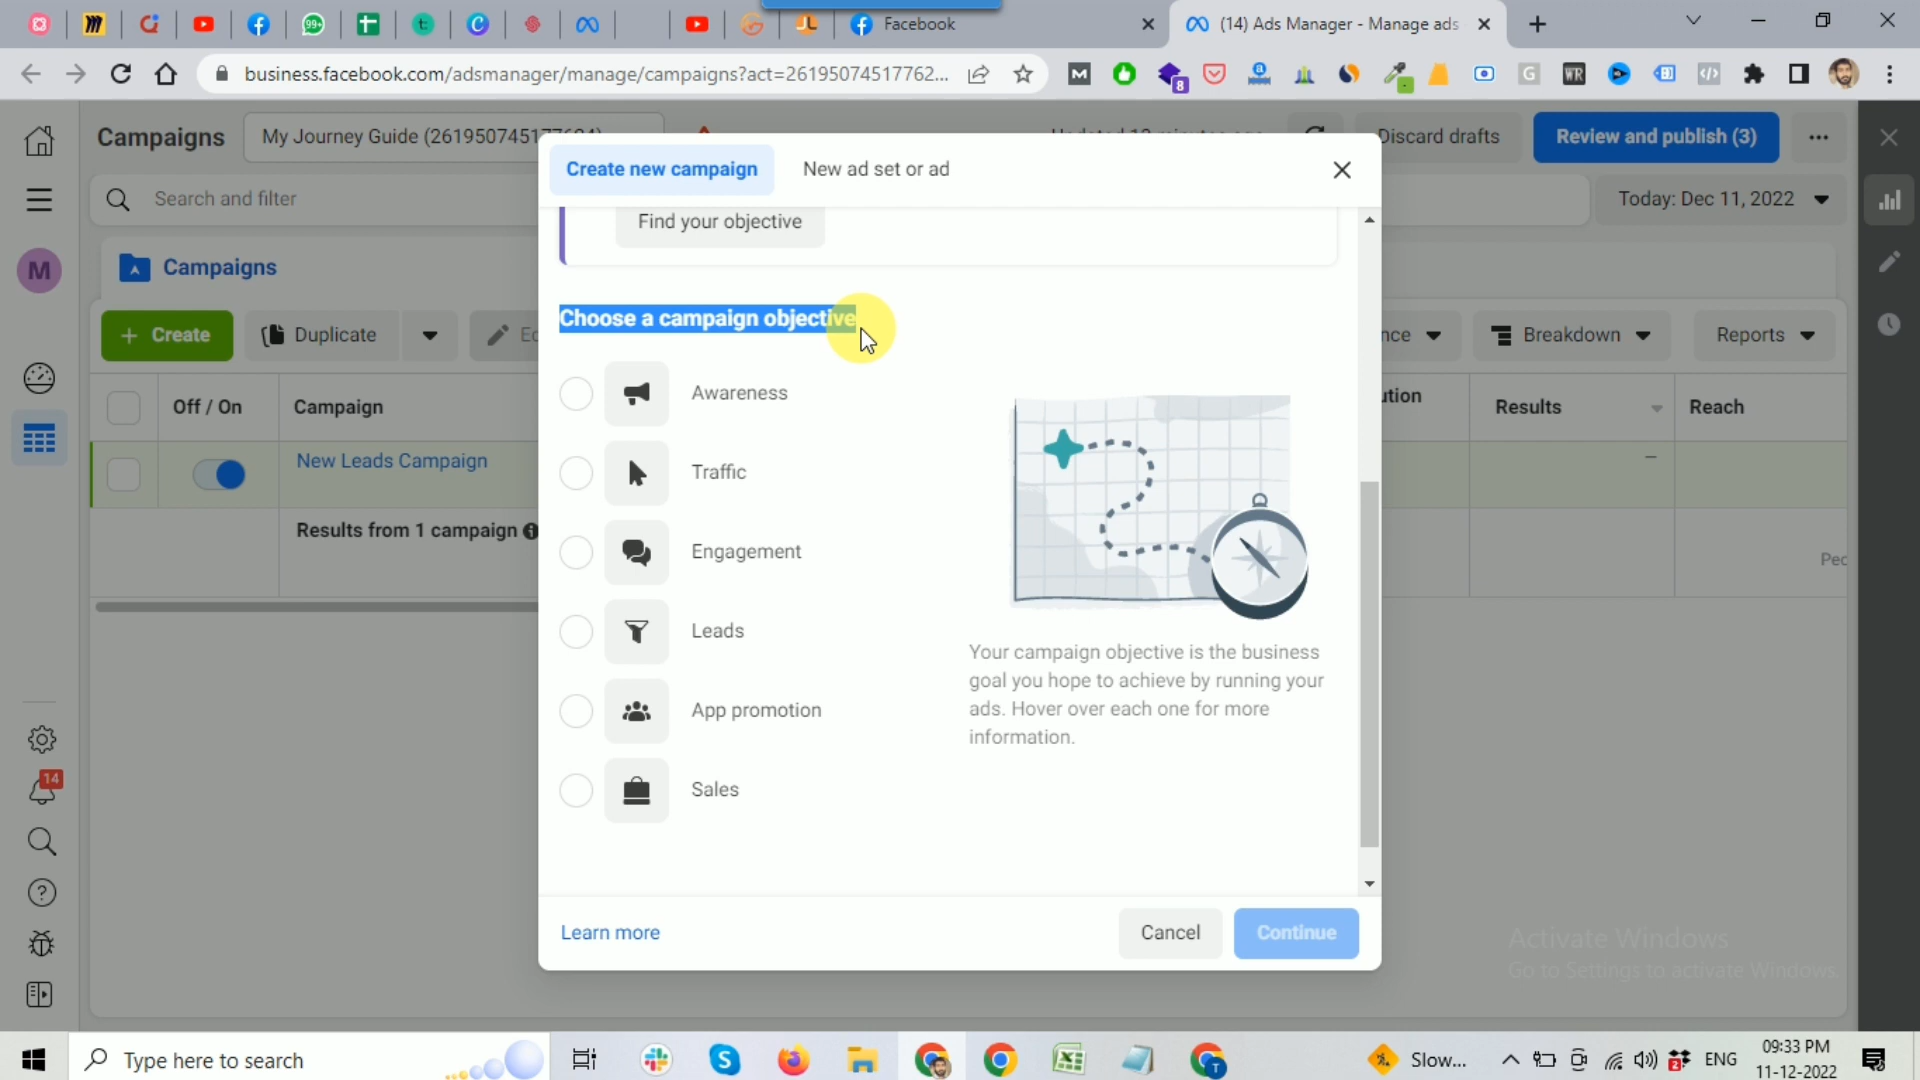 Facebook
(14) Ads Manager - Manage ads
business.facebook.com/adsmanager/manage/campaigns?act=26195074517762...
Campaigns
My Journey Guide
Discard drafts
Review and publish (3)
Search and filter
Today: Dec 11, 2022
Create new campaign
New ad set or ad
Find your objective
Campaigns
M
+ Create
Duplicate
Breakdown
Reports
Choose a campaign objective
Off / On
Campaign
Results
Reach
New Leads Campaign
Results from 1 campaign
Awareness
Traffic
Engagement
Leads
App promotion
Sales
Your campaign objective is the business
goal you hope to achieve by running your
ads. Hover over each one for more
information.
14
Learn more
Cancel
Continue
Activate Windows
Go to Settings to activate Windows.
Type here to search
Slow...
ENG
09:33 PM
11-12-2022